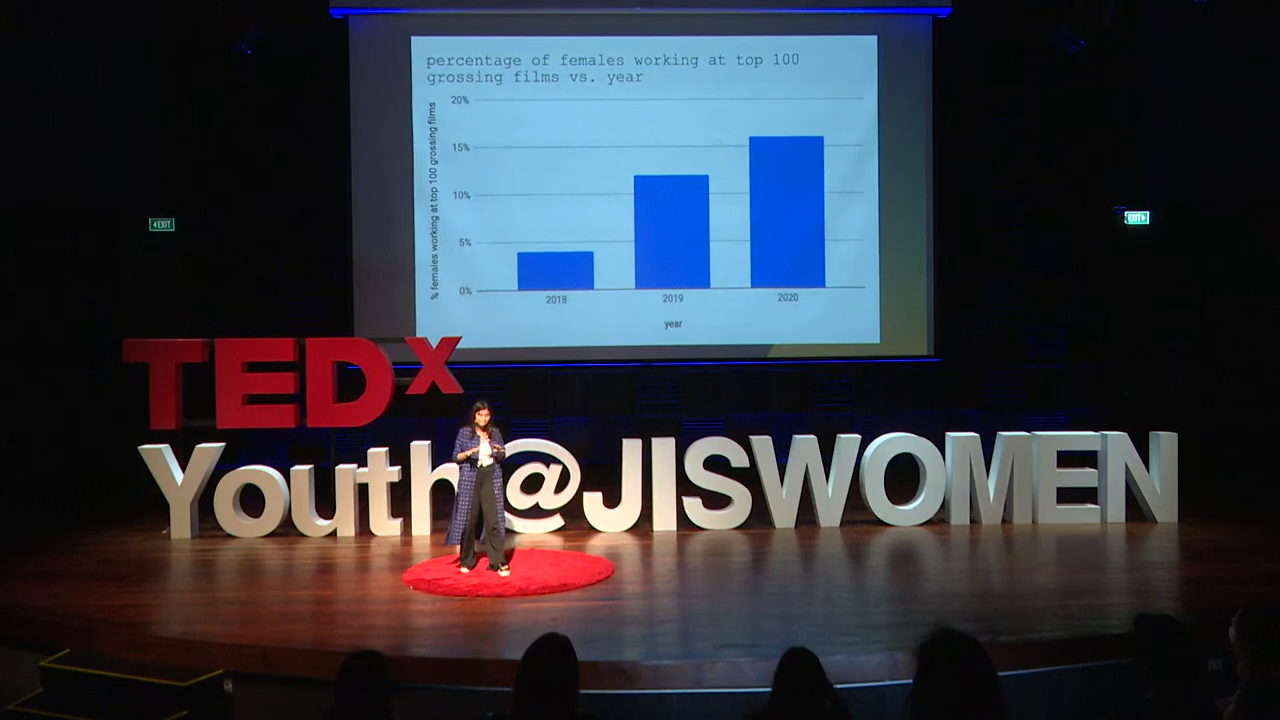 percentage of females working at top 100
grossing films vs. year
% females working at top 100 grossing films
20%
15%
10%
5%
0%
2018
2019
2020
year
EXIT
EXIT
TEDx
Youth@JISWOMEN